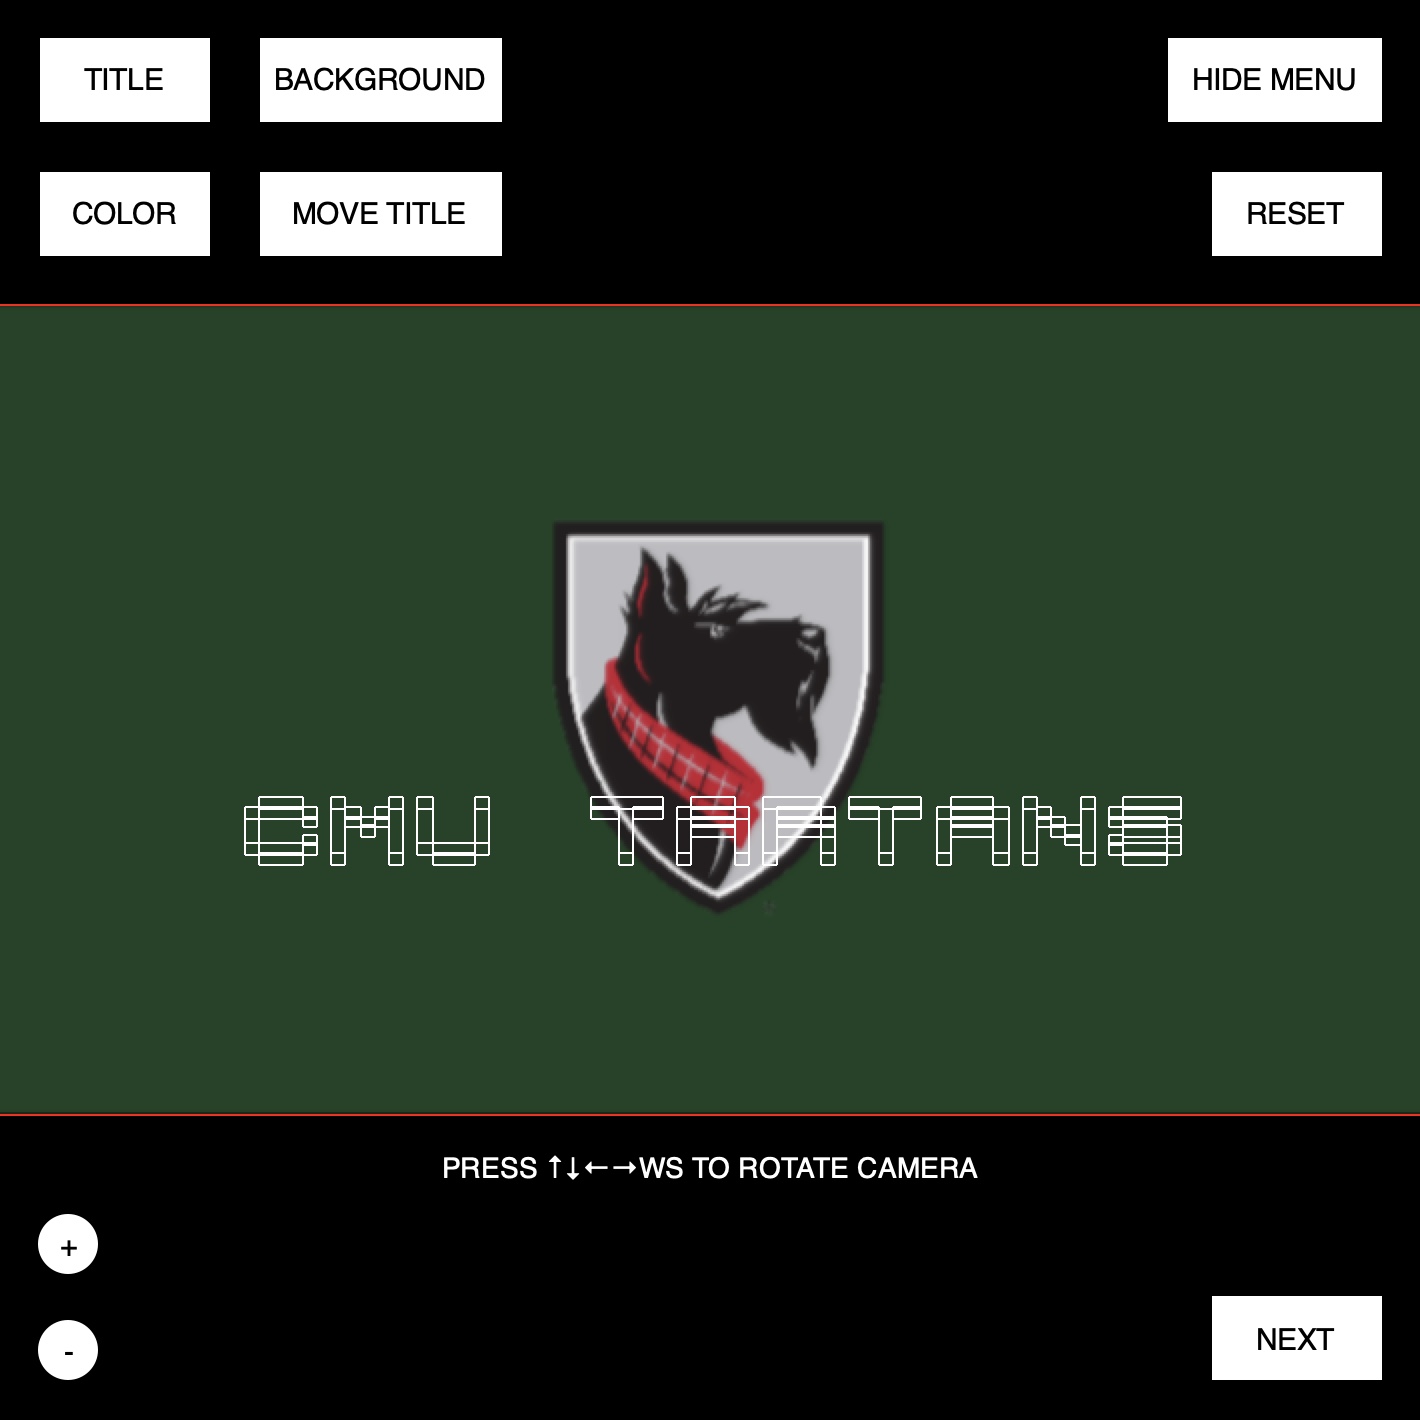 TITLE BACKGROUND HIDE MENU
COLOR MOVE TITLE RESET
CMU TARTANS
PRESS ↑↓←→WS TO ROTATE CAMERA
+
-
NEXT